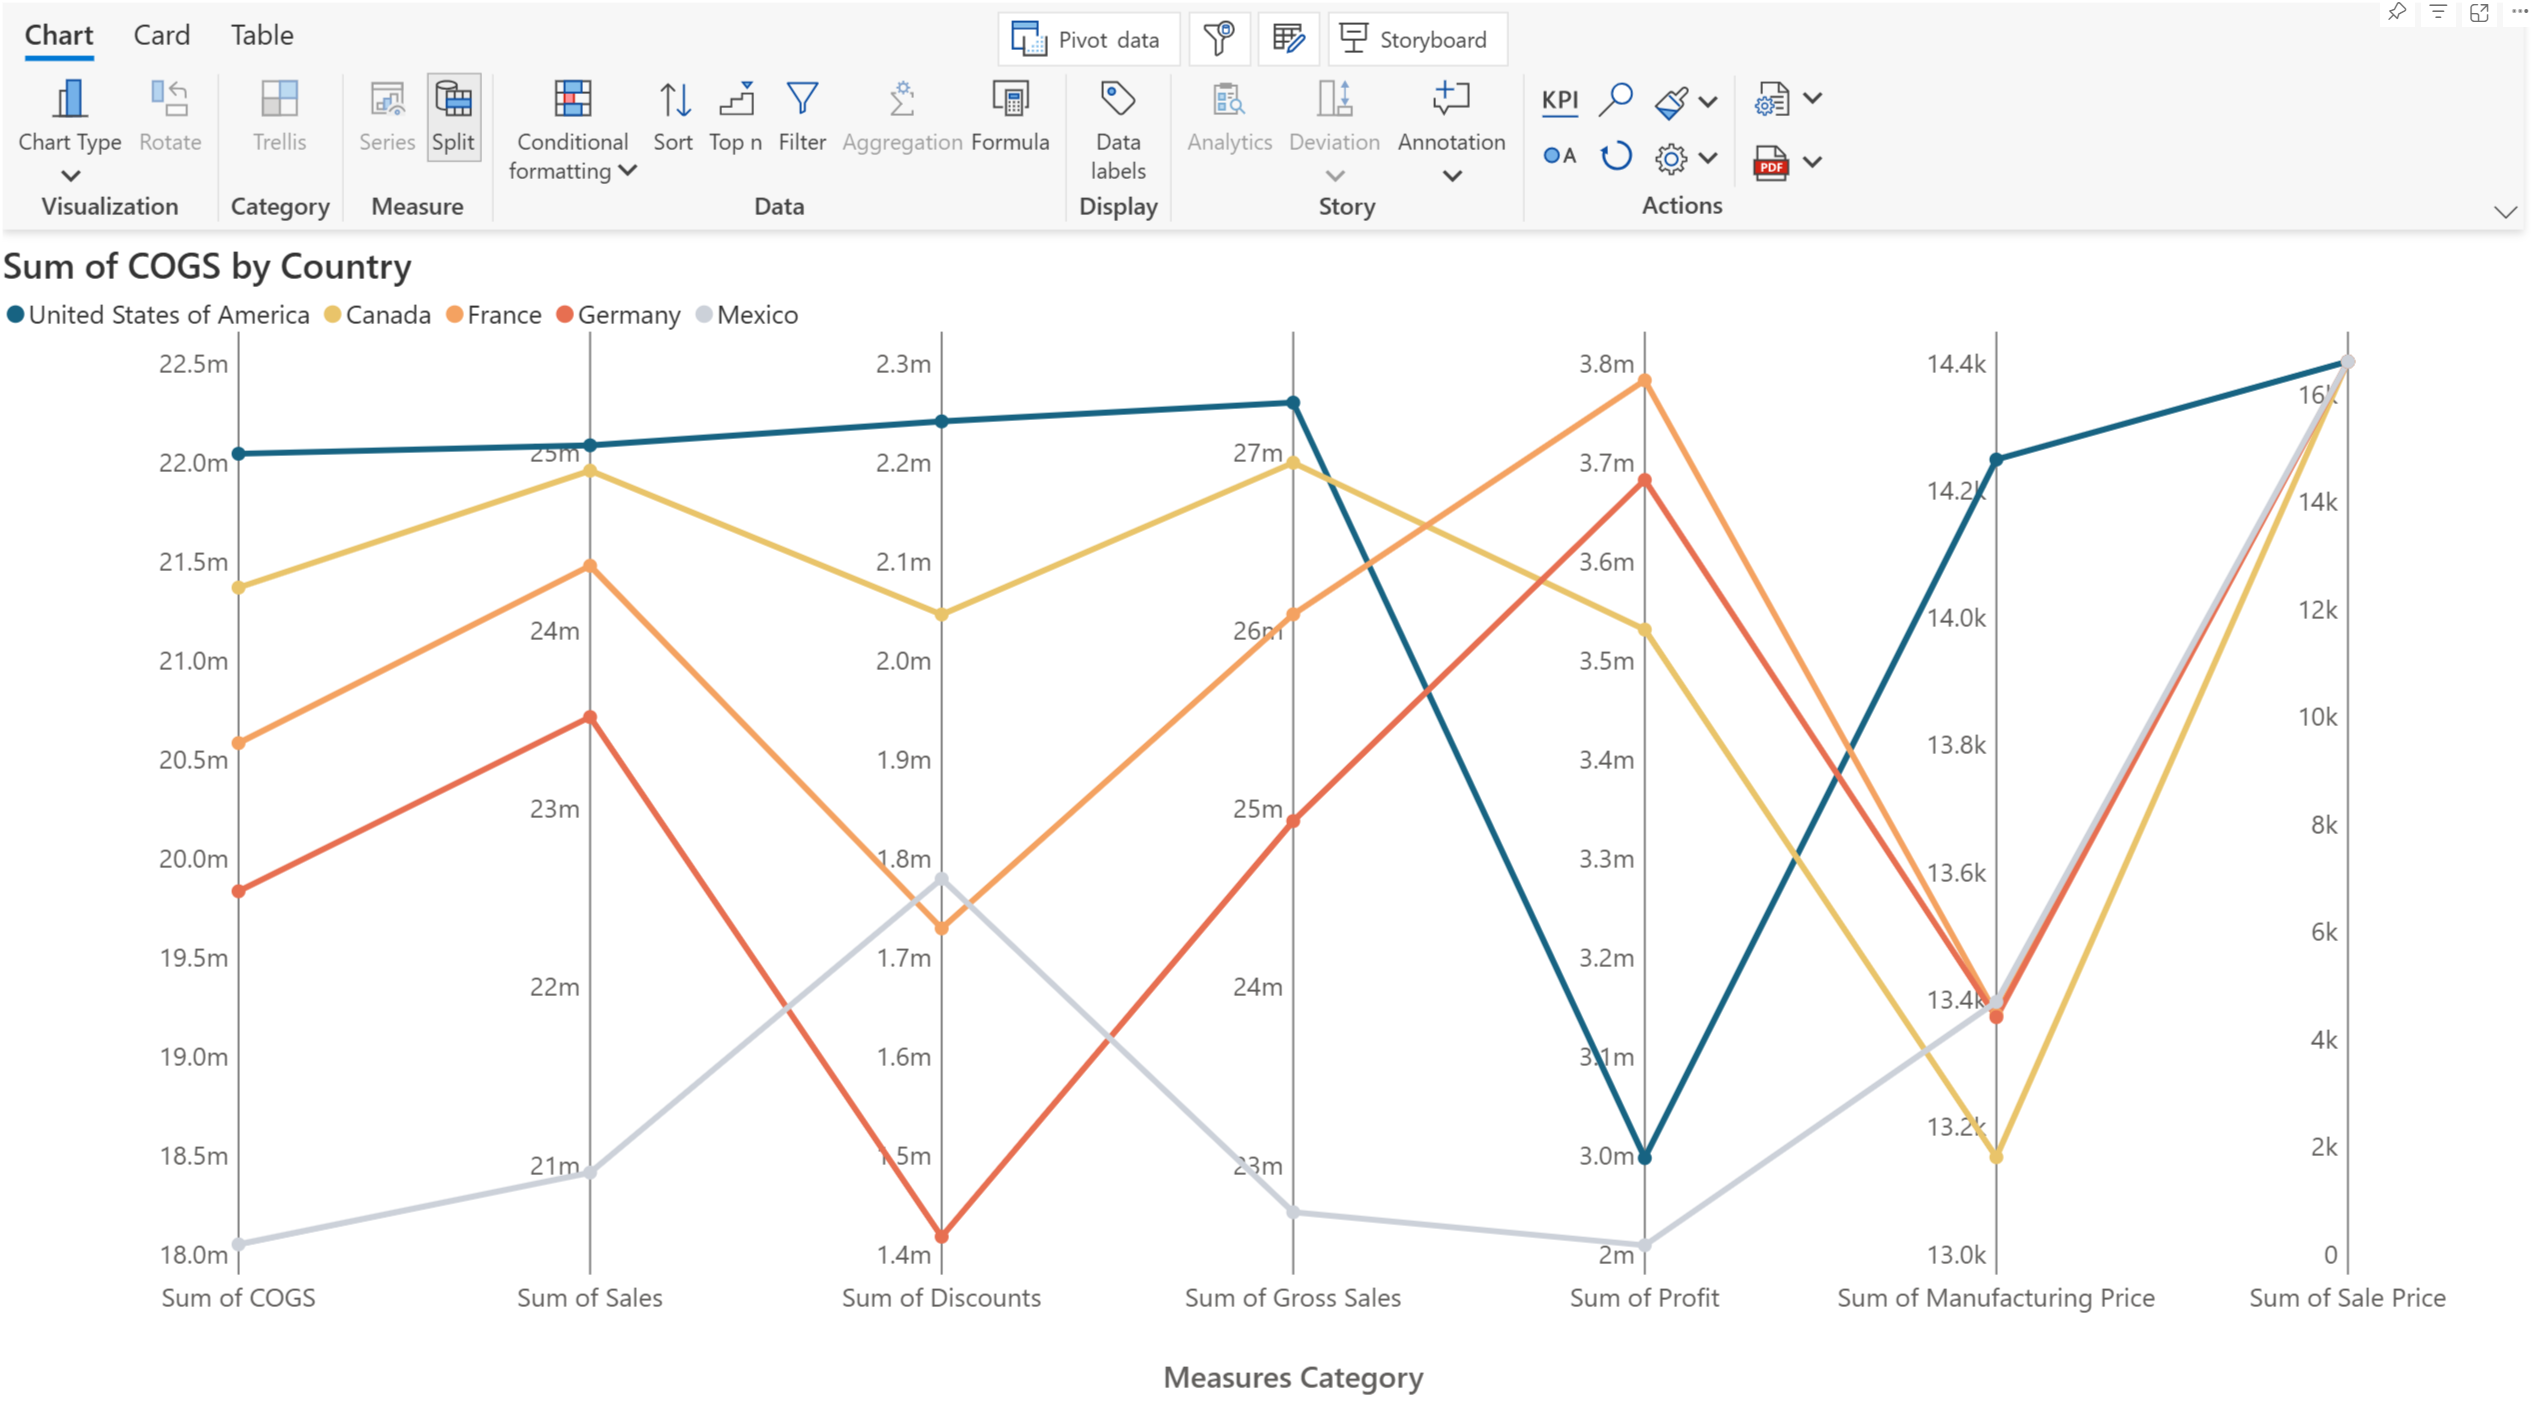 Chart Card Table
Pivot data
Storyboard
Chart Type
Rotate
Trellis
Series
Split
Conditional
formatting
Sort
Top n
Filter
Aggregation
Formula
Data
labels
Analytics
Deviation
Annotation
KPI
A
PDF
Visualization
Category
Measure
Data
Display
Story
Actions
Sum of COGS by Country
United States of America Canada France Germany Mexico
22.5m
22.0m
21.5m
21.0m
20.5m
20.0m
19.5m
19.0m
18.5m
18.0m
25m
24m
23m
22m
21m
2.3m
2.2m
2.1m
2.0m
1.9m
1.8m
1.7m
1.6m
1.5m
1.4m
27m
26m
25m
24m
23m
3.8m
3.7m
3.6m
3.5m
3.4m
3.3m
3.2m
3.1m
3.0m
2m
14.4k
14.2k
14.0k
13.8k
13.6k
13.4k
13.2k
13.0k
16k
14k
12k
10k
8k
6k
4k
2k
0
Sum of COGS
Sum of Sales
Sum of Discounts
Sum of Gross Sales
Sum of Profit
Sum of Manufacturing Price
Sum of Sale Price
Measures Category